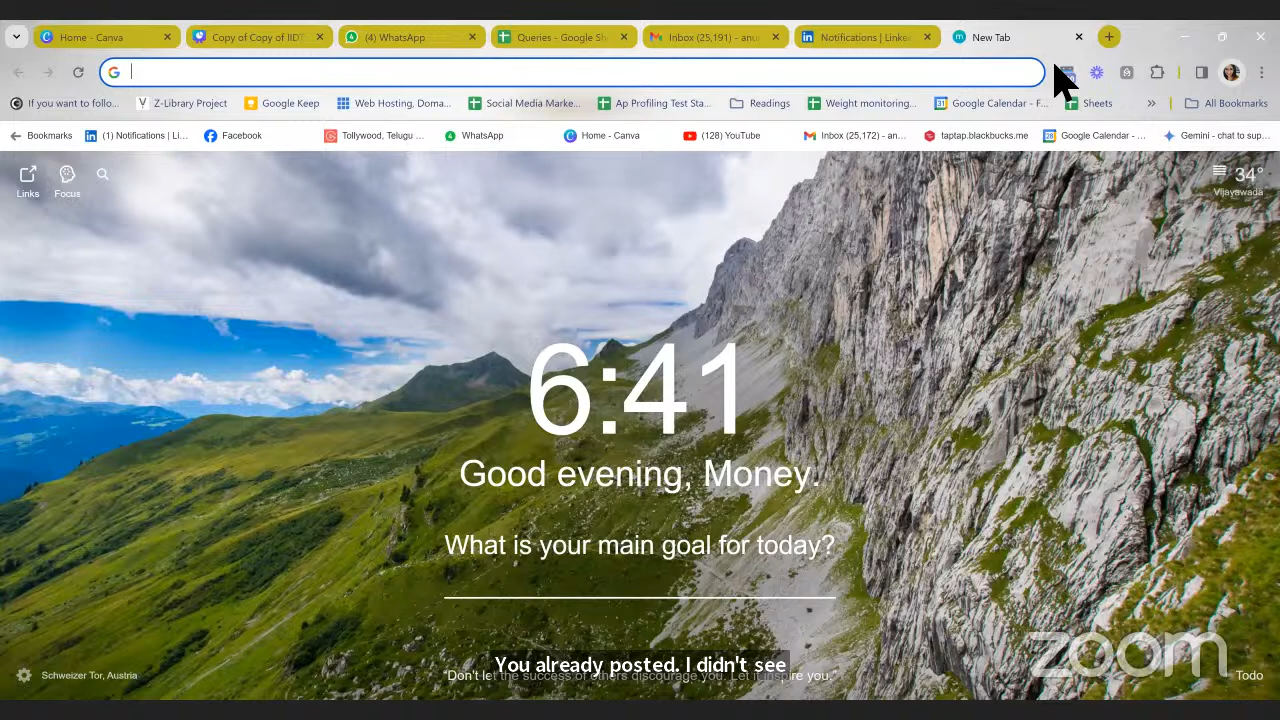 Home - Canva
Copy of Copy of IIDT
(4) WhatsApp
Queries - Google Sh
Inbox (25,191) - anu
Notifications | Linke
New Tab
If you want to follo...
Z-Library Project
Google Keep
Web Hosting, Doma...
Social Media Marke...
Ap Profiling Test Sta...
Readings
Weight monitoring...
Google Calendar - F...
Sheets
All Bookmarks
Bookmarks
(1) Notifications | Li...
Facebook
Tollywood, Telugu ...
WhatsApp
Home - Canva
(128) YouTube
Inbox (25,172) - an...
taptap.blackbucks.me
Google Calendar - ...
Gemini - chat to sup...
Links
Focus
34°
Vijayawada
6:41
Good evening, Money.
What is your main goal for today?
You already posted. I didn't see
"Don't let the success of others discourage you. Let it inspire you."
Schweizer Tor, Austria
zoom
Todo